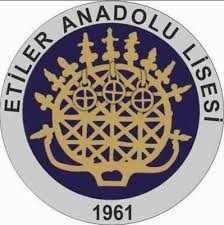 ETİLER ANADOLU LİSESİ
1961